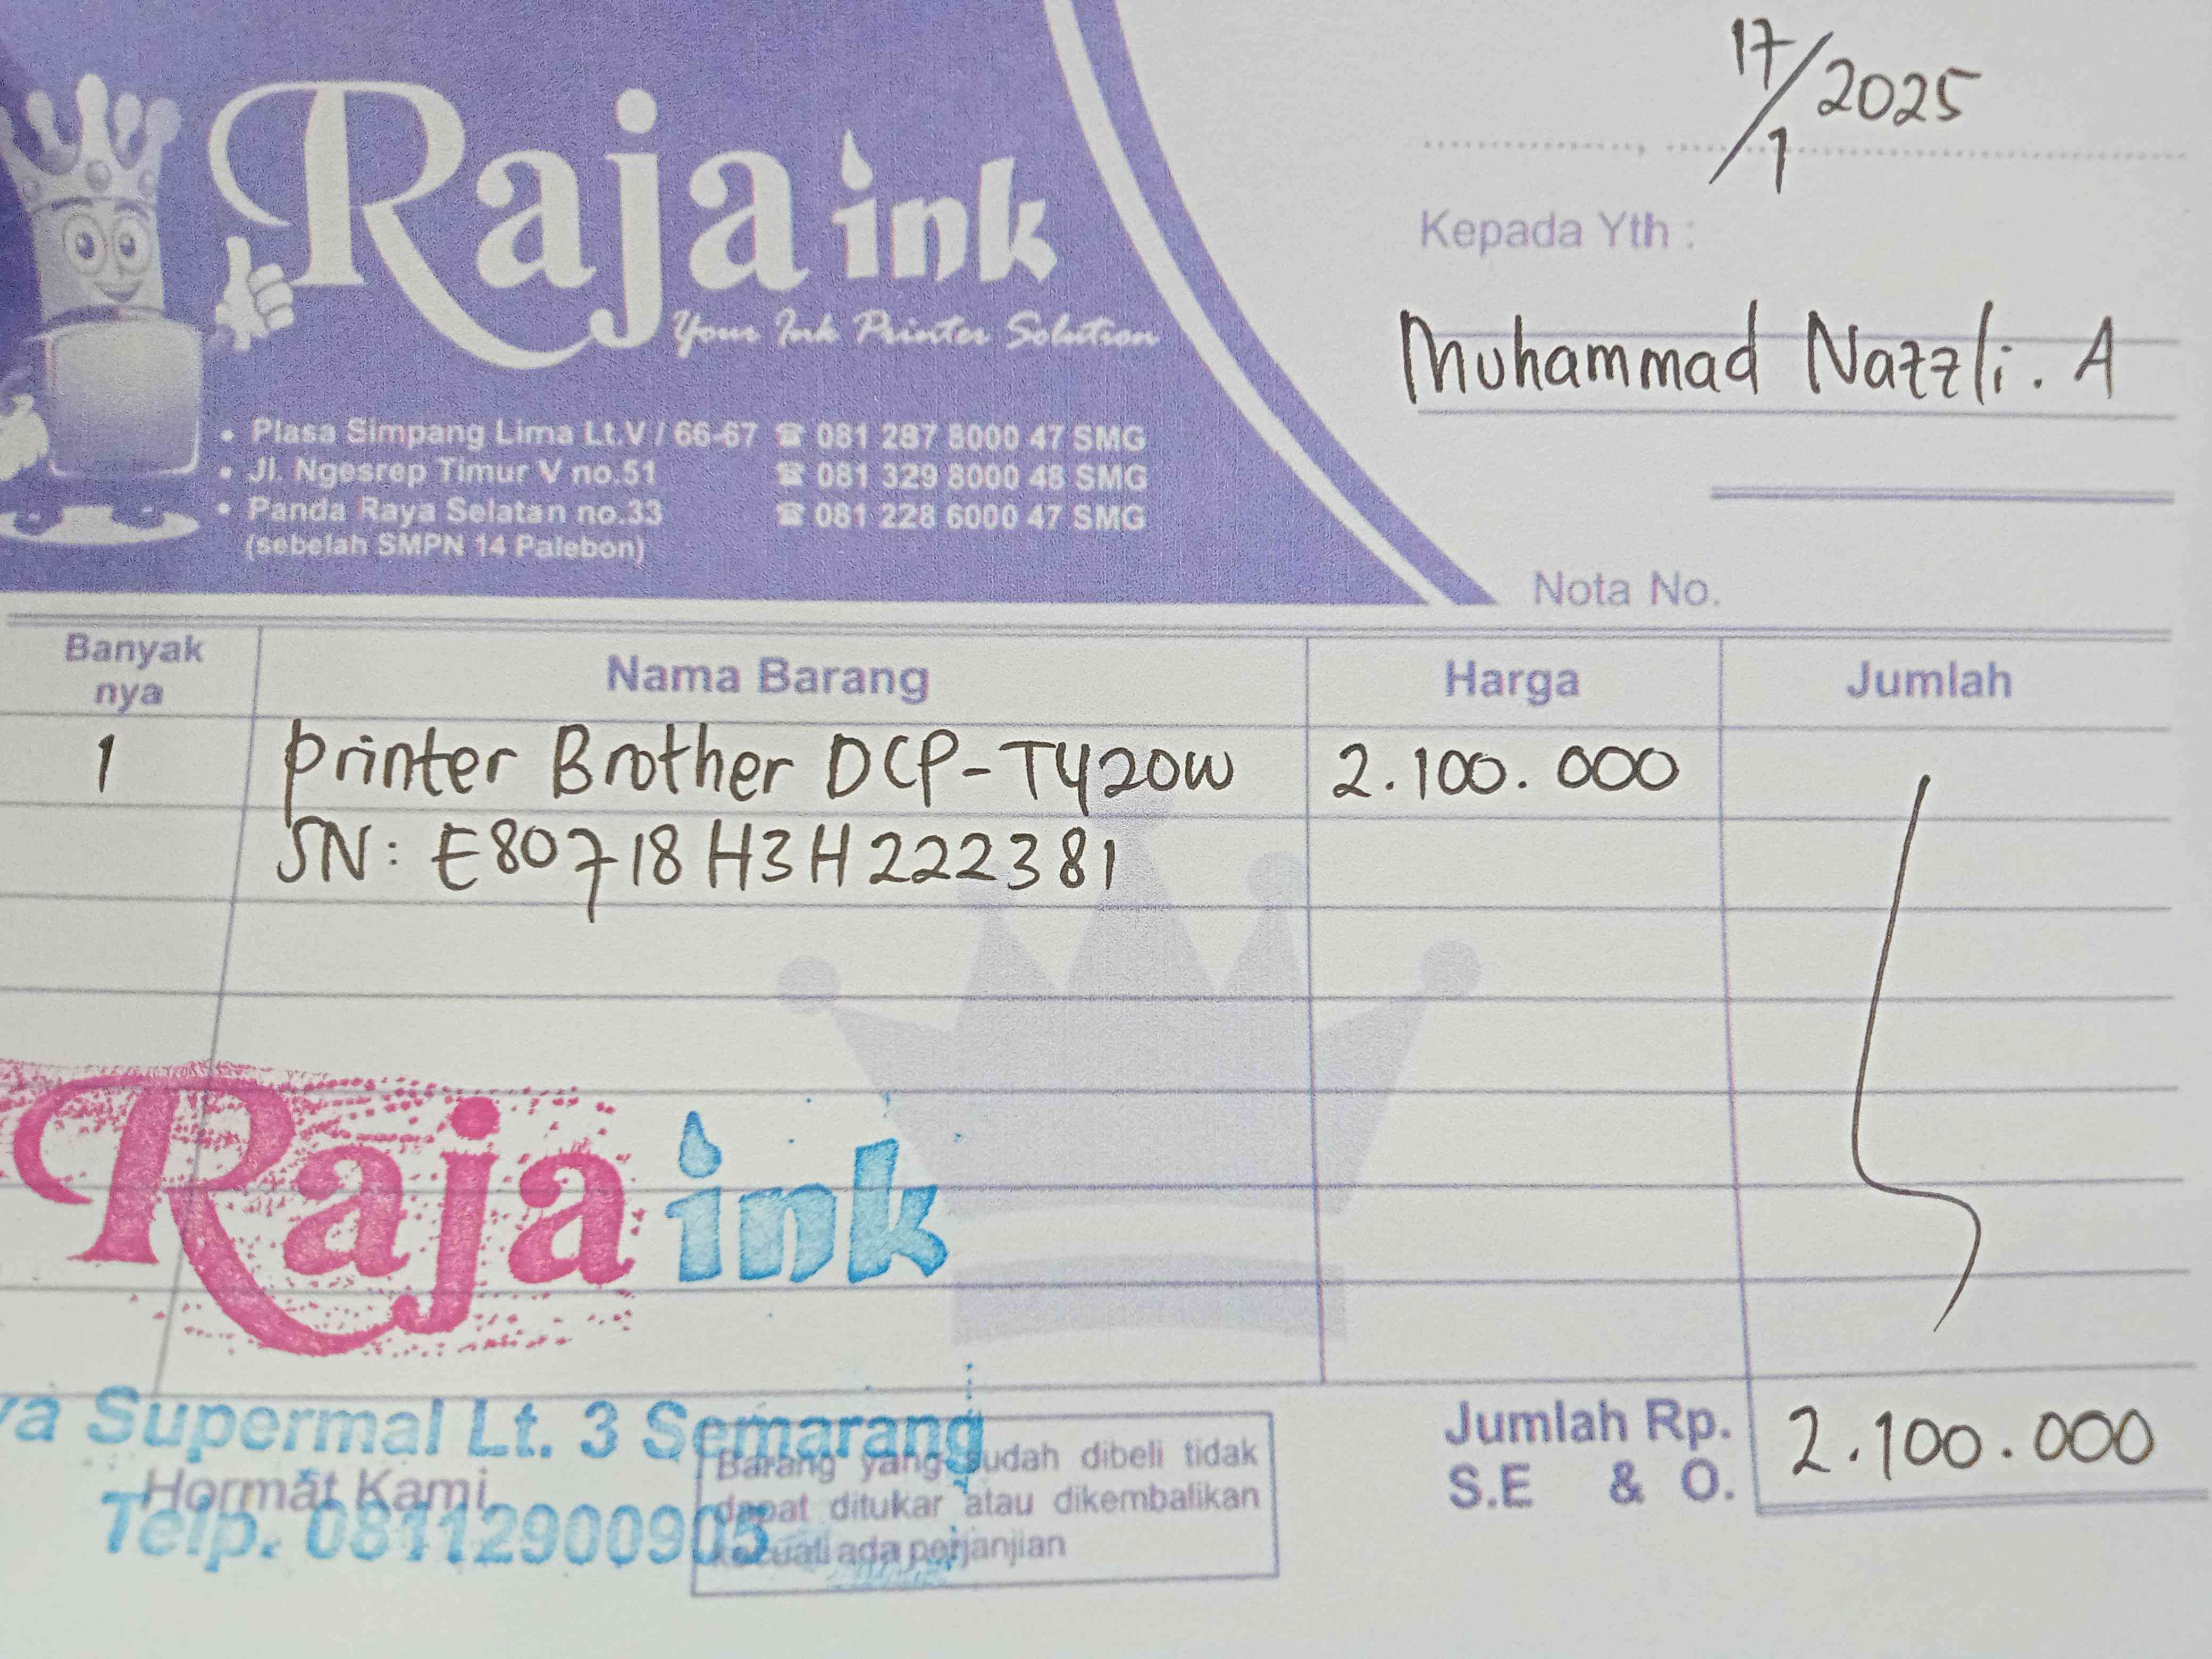 Raja ink
Your Ink Printer Solution
• Plasa Simpang Lima Lt.V / 66-67 ☎ 081 287 8000 47 SMG
• Jl. Ngesrep Timur V no.51 ☎ 081 329 8000 48 SMG
• Panda Raya Selatan no.33 ☎ 081 228 6000 47 SMG
(sebelah SMPN 14 Palebon)
17/1 2025
Kepada Yth :
Muhammad Nazzli. A
Nota No.
Banyak nya Nama Barang Harga Jumlah
1 Printer Brother DCP-T420W 2.100.000
SN: E80718H3H222381
Raja ink
Supermal Lt. 3 Semarang
Hormat Kami,
Telp. 08112900905
Barang yang sudah dibeli tidak
dapat ditukar atau dikembalikan
kecuali ada perjanjian
Jumlah Rp. 2.100.000
S.E & O.